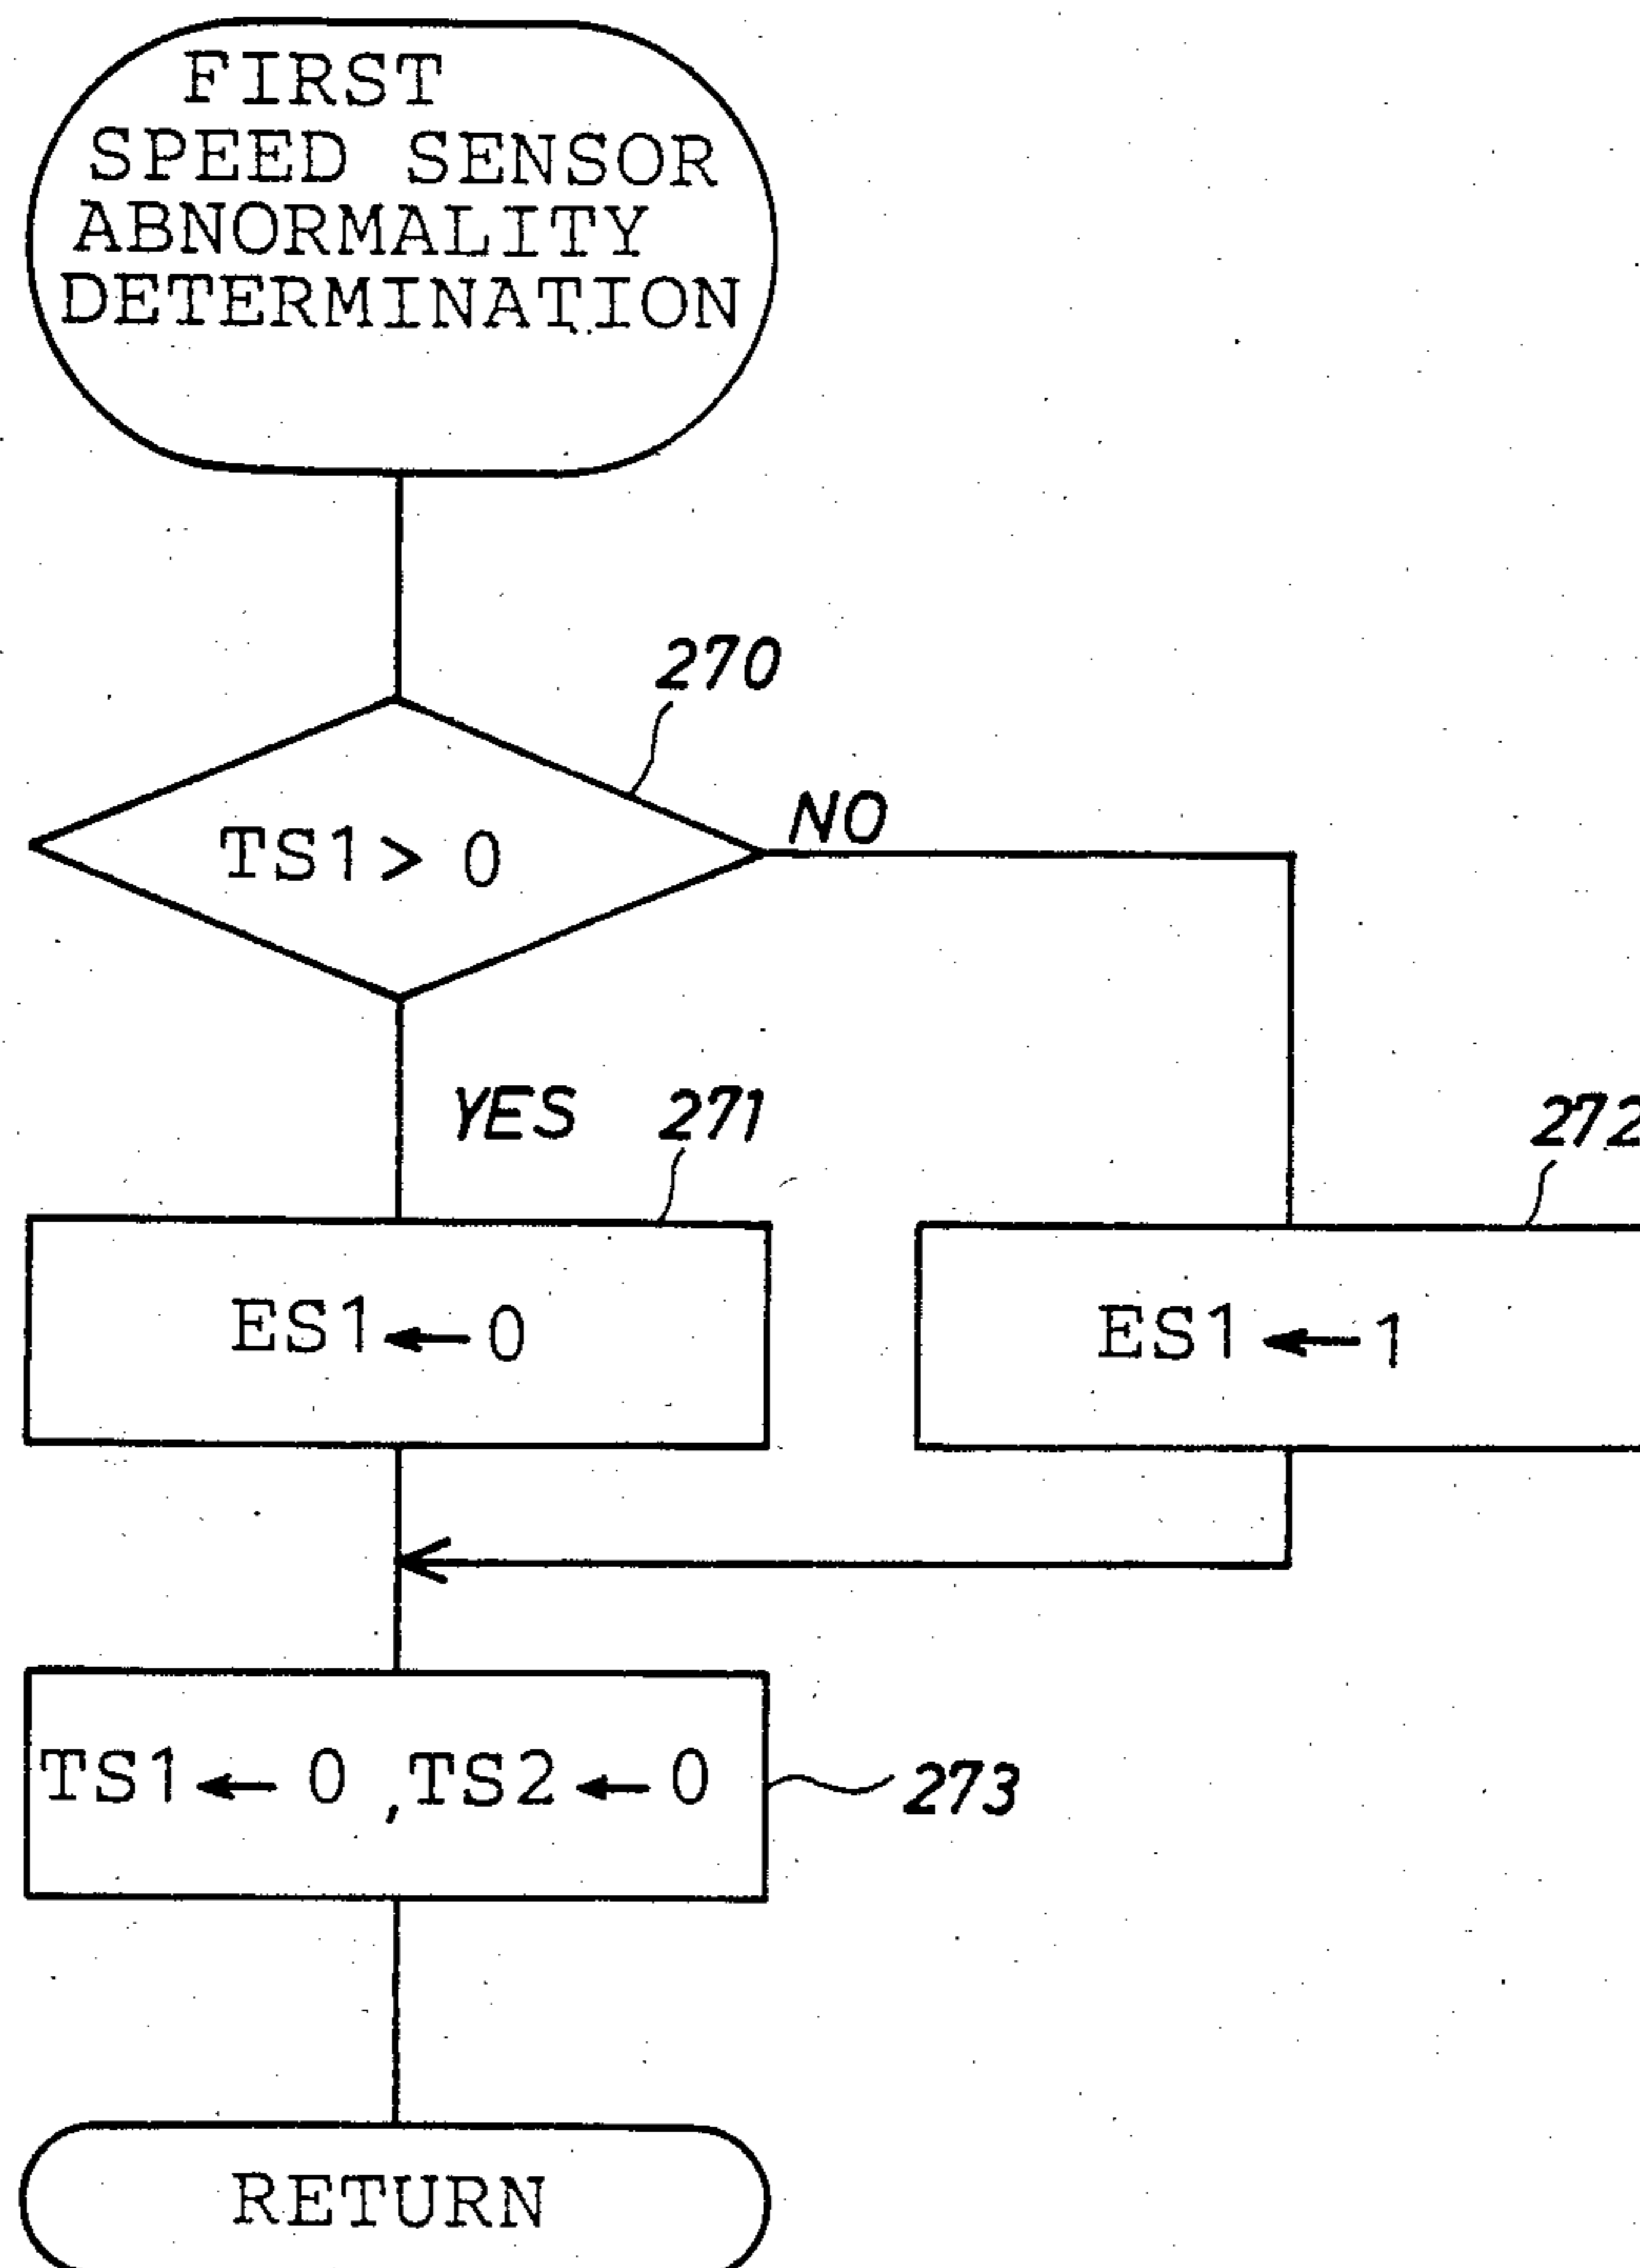 FIRST
SPEED SENSOR
ABNORMALITY
DETERMINATION
270
TS1> 0
NO
YES
271
272
ES1←0
ES1←1
TS1←0 ,TS2←0
273
RETURN